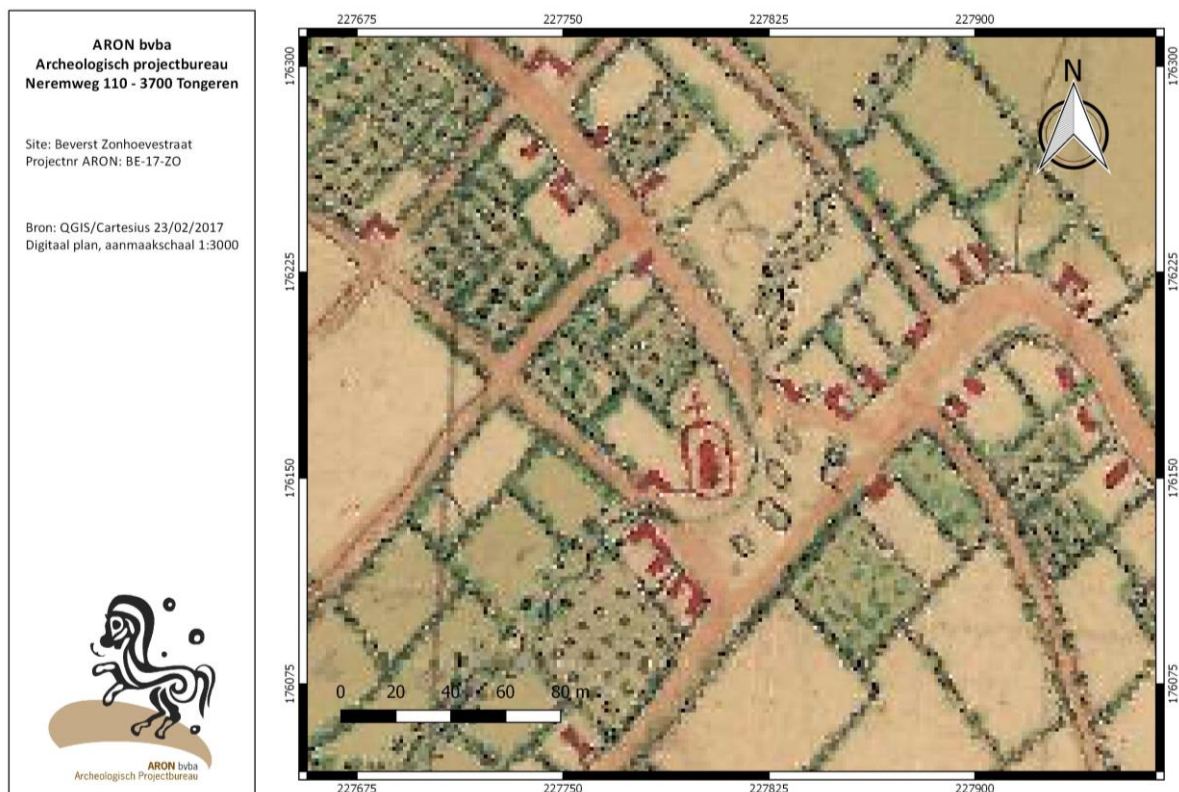 ARON bvba
Archeologisch projectbureau
Neremweg 110 - 3700 Tongeren
Site: Beverst Zonhoevestraat
Projectnr ARON: BE-17-ZO
Bron: QGIS/Cartesius 23/02/2017
Digitaal plan, aanmaakschaal 1:3000
ARON bvba
Archeologisch Projectbureau
227675 227750 227825 227900
176300 176300
N
176225 176225
176150 176150
176075 176075
0 20 40 60 80 m
227675 227750 227825 227900